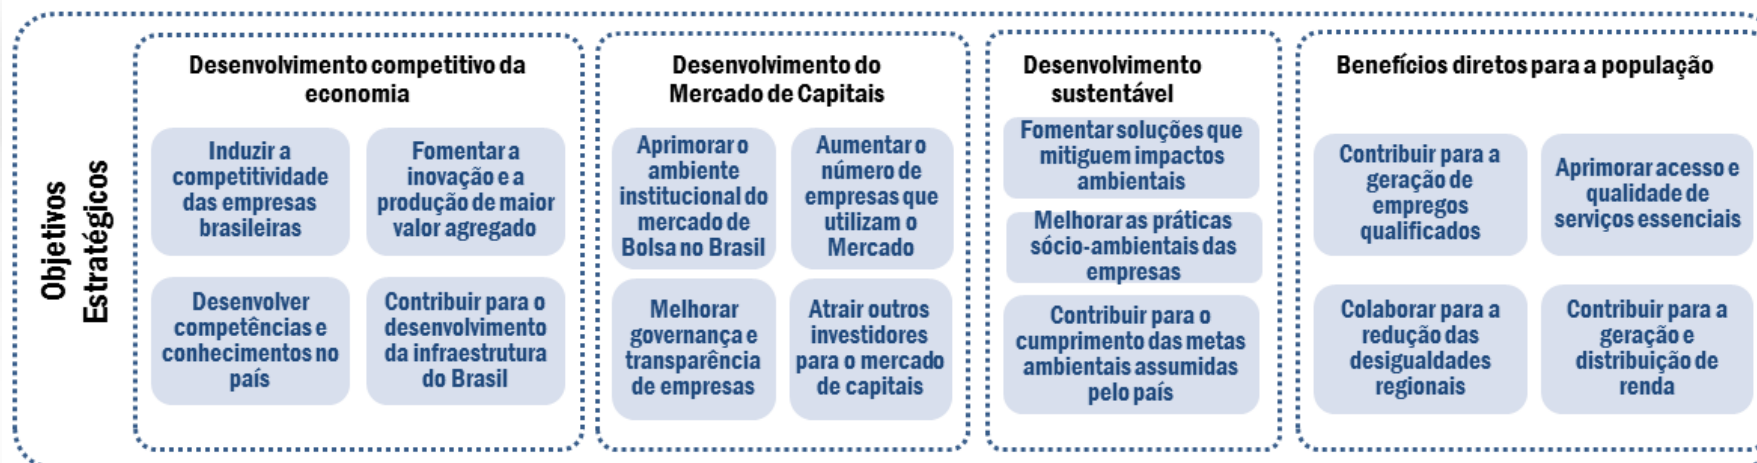 Objetivos
Estratégicos
Desenvolvimento competitivo da
economia
Induzir a
competitividade
das empresas
brasileiras
Fomentar a
inovação e a
produção de maior
valor agregado
Desenvolver
competências e
conhecimentos no
país
Contribuir para o
desenvolvimento
da infraestrutura
do Brasil
Desenvolvimento do
Mercado de Capitais
Aprimorar o
ambiente
institucional do
mercado de
Bolsa no Brasil
Aumentar o
número de
empresas que
utilizam o
Mercado
Melhorar
governança e
transparência
de empresas
Atrair outros
investidores
para o mercado
de capitais
Desenvolvimento
sustentável
Fomentar soluções que
mitiguem impactos
ambientais
Melhorar as práticas
sócio-ambientais das
empresas
Contribuir para o
cumprimento das metas
ambientais assumidas
pelo país
Benefícios diretos para a população
Contribuir para a
geração de
empregos
qualificados
Aprimorar acesso e
qualidade de
serviços essenciais
Colaborar para a
redução das
desigualdades
regionais
Contribuir para a
geração e
distribuição de
renda